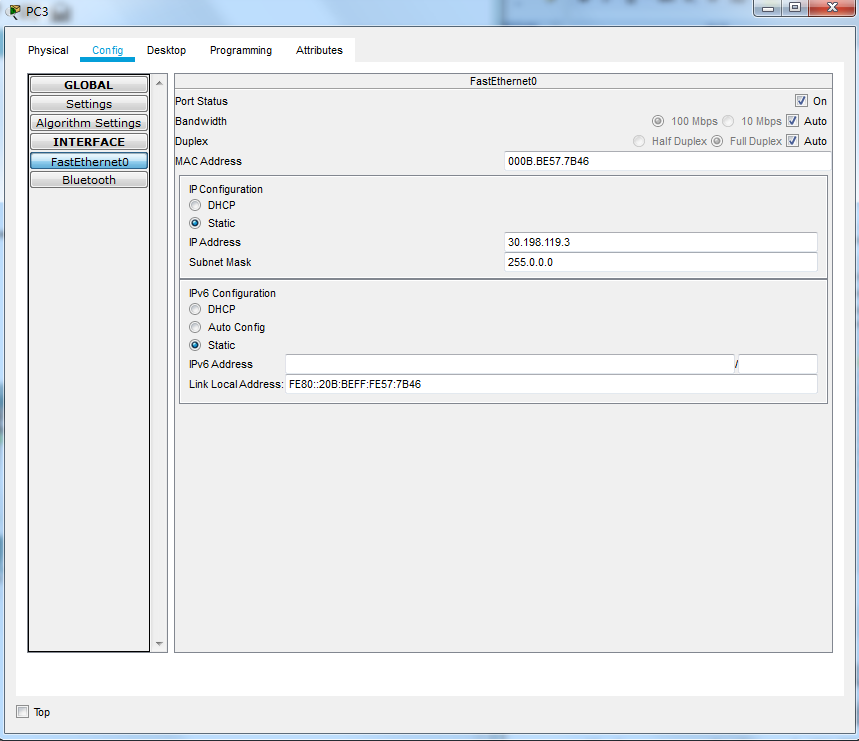 PC3
Physical Config Desktop Programming Attributes
GLOBAL
Settings
Algorithm Settings
INTERFACE
FastEthernet0
Bluetooth
FastEthernet0
Port Status On
Bandwidth 100 Mbps 10 Mbps Auto
Duplex Half Duplex Full Duplex Auto
MAC Address 000B.BE57.7B46
IP Configuration
DHCP
Static
IP Address 30.198.119.3
Subnet Mask 255.0.0.0
IPv6 Configuration
DHCP
Auto Config
Static
IPv6 Address /
Link Local Address: FE80::20B:BEFF:FE57:7B46
Top